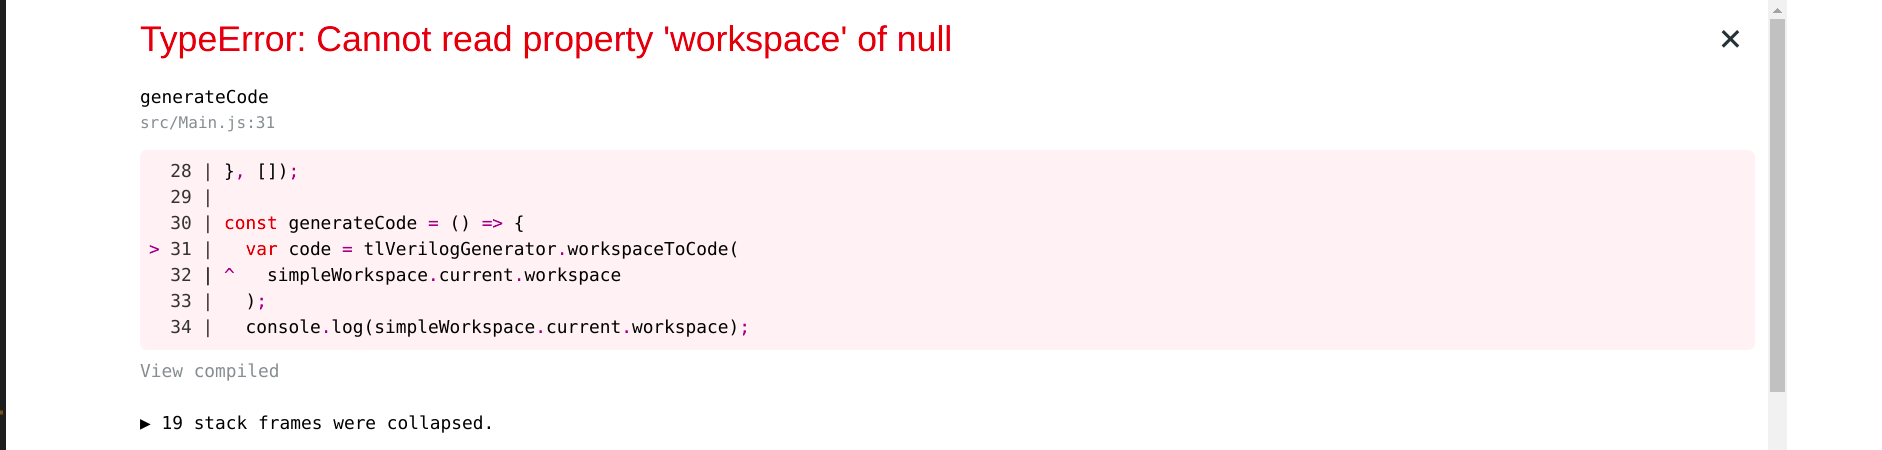 TypeError: Cannot read property 'workspace' of null
✕
generateCode
src/Main.js:31
  28 | }, []);
  29 |
  30 | const generateCode = () => {
> 31 |   var code = tlVerilogGenerator.workspaceToCode(
  32 | ^   simpleWorkspace.current.workspace
  33 |   );
  34 |   console.log(simpleWorkspace.current.workspace);
View compiled
▶ 19 stack frames were collapsed.